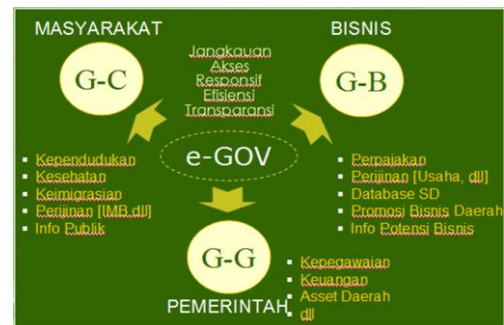 MASYARAKAT
BISNIS
Jangkauan
Akses
Responsif
Efisiensi
Transparansi
G-C
G-B
e-GOV
▪ Kependudukan
▪ Kesehatan
▪ Keimigrasian
▪ Perijinan [IMB,dll]
▪ Info Publik
▪ Perpajakan
▪ Perijinan [Usaha, dll]
▪ Database SD
▪ Promosi Bisnis Daerah
▪ Info Potensi Bisnis
G-G
PEMERINTAH
▪ Kepegawaian
▪ Keuangan
▪ Asset Daerah
▪ dll